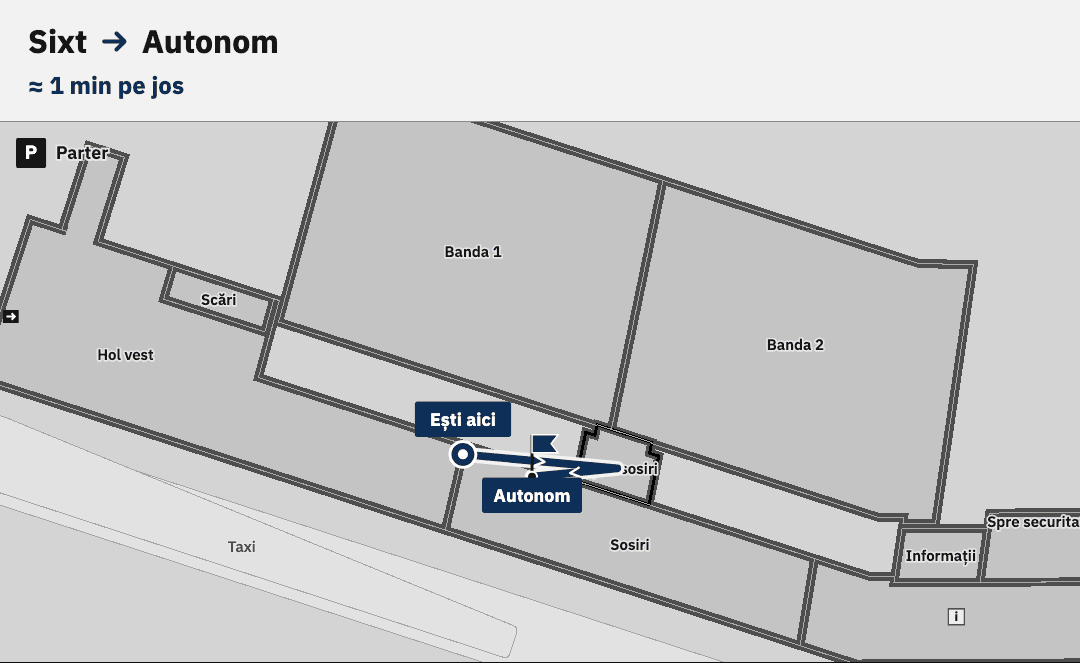 Sixt → Autonom
≈ 1 min pe jos
P Parter
Banda 1
Scări
Banda 2
Hol vest
Ești aici
sosiri
Autonom
Spre securita
Sosiri
Taxi
Informații
i